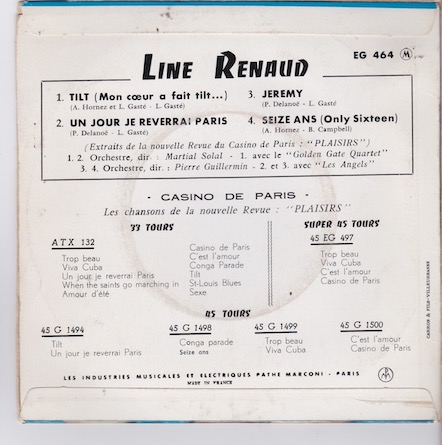 LINE RENAUD
EG 464 M
1. TILT (Mon cœur a fait tilt...)
(A. Hornez et L. Gasté - L. Gasté)
2. UN JOUR JE REVERRAI PARIS
(P. Delanoë - L. Gasté)
3. JEREMY
(P. Delanoë - L. Gasté)
4. SEIZE ANS (Only Sixteen)
(A. Hornez - B. Campbell)
(Extraits de la nouvelle Revue du Casino de Paris : "PLAISIRS")
1. 2. Orchestre, dir. : Martial Solal - 1. avec le "Golden Gate Quartet"
3. 4. Orchestre, dir. : Pierre Guillermin - 2. et 3. avec "Les Angels"
- CASINO DE PARIS -
Les chansons de la nouvelle Revue : "PLAISIRS"
33 TOURS
ATX 132
Trop beau
Viva Cuba
Un jour je reverrai Paris
When the saints go marching in
Amour d'été
Casino de Paris
C'est l'amour
Conga Parade
Tilt
St-Louis Blues
Sexe
SUPER 45 TOURS
45 EG 497
Trop beau
Viva Cuba
C'est l'amour
Casino de Paris
45 TOURS
45 G 1494
Tilt
Un jour je reverrai Paris
45 G 1498
Conga parade
Seize ans
45 G 1499
Trop beau
Viva Cuba
45 G 1500
C'est l'amour
Casino de Paris
LES INDUSTRIES MUSICALES ET ELECTRIQUES PATHE MARCONI - PARIS
MADE IN FRANCE